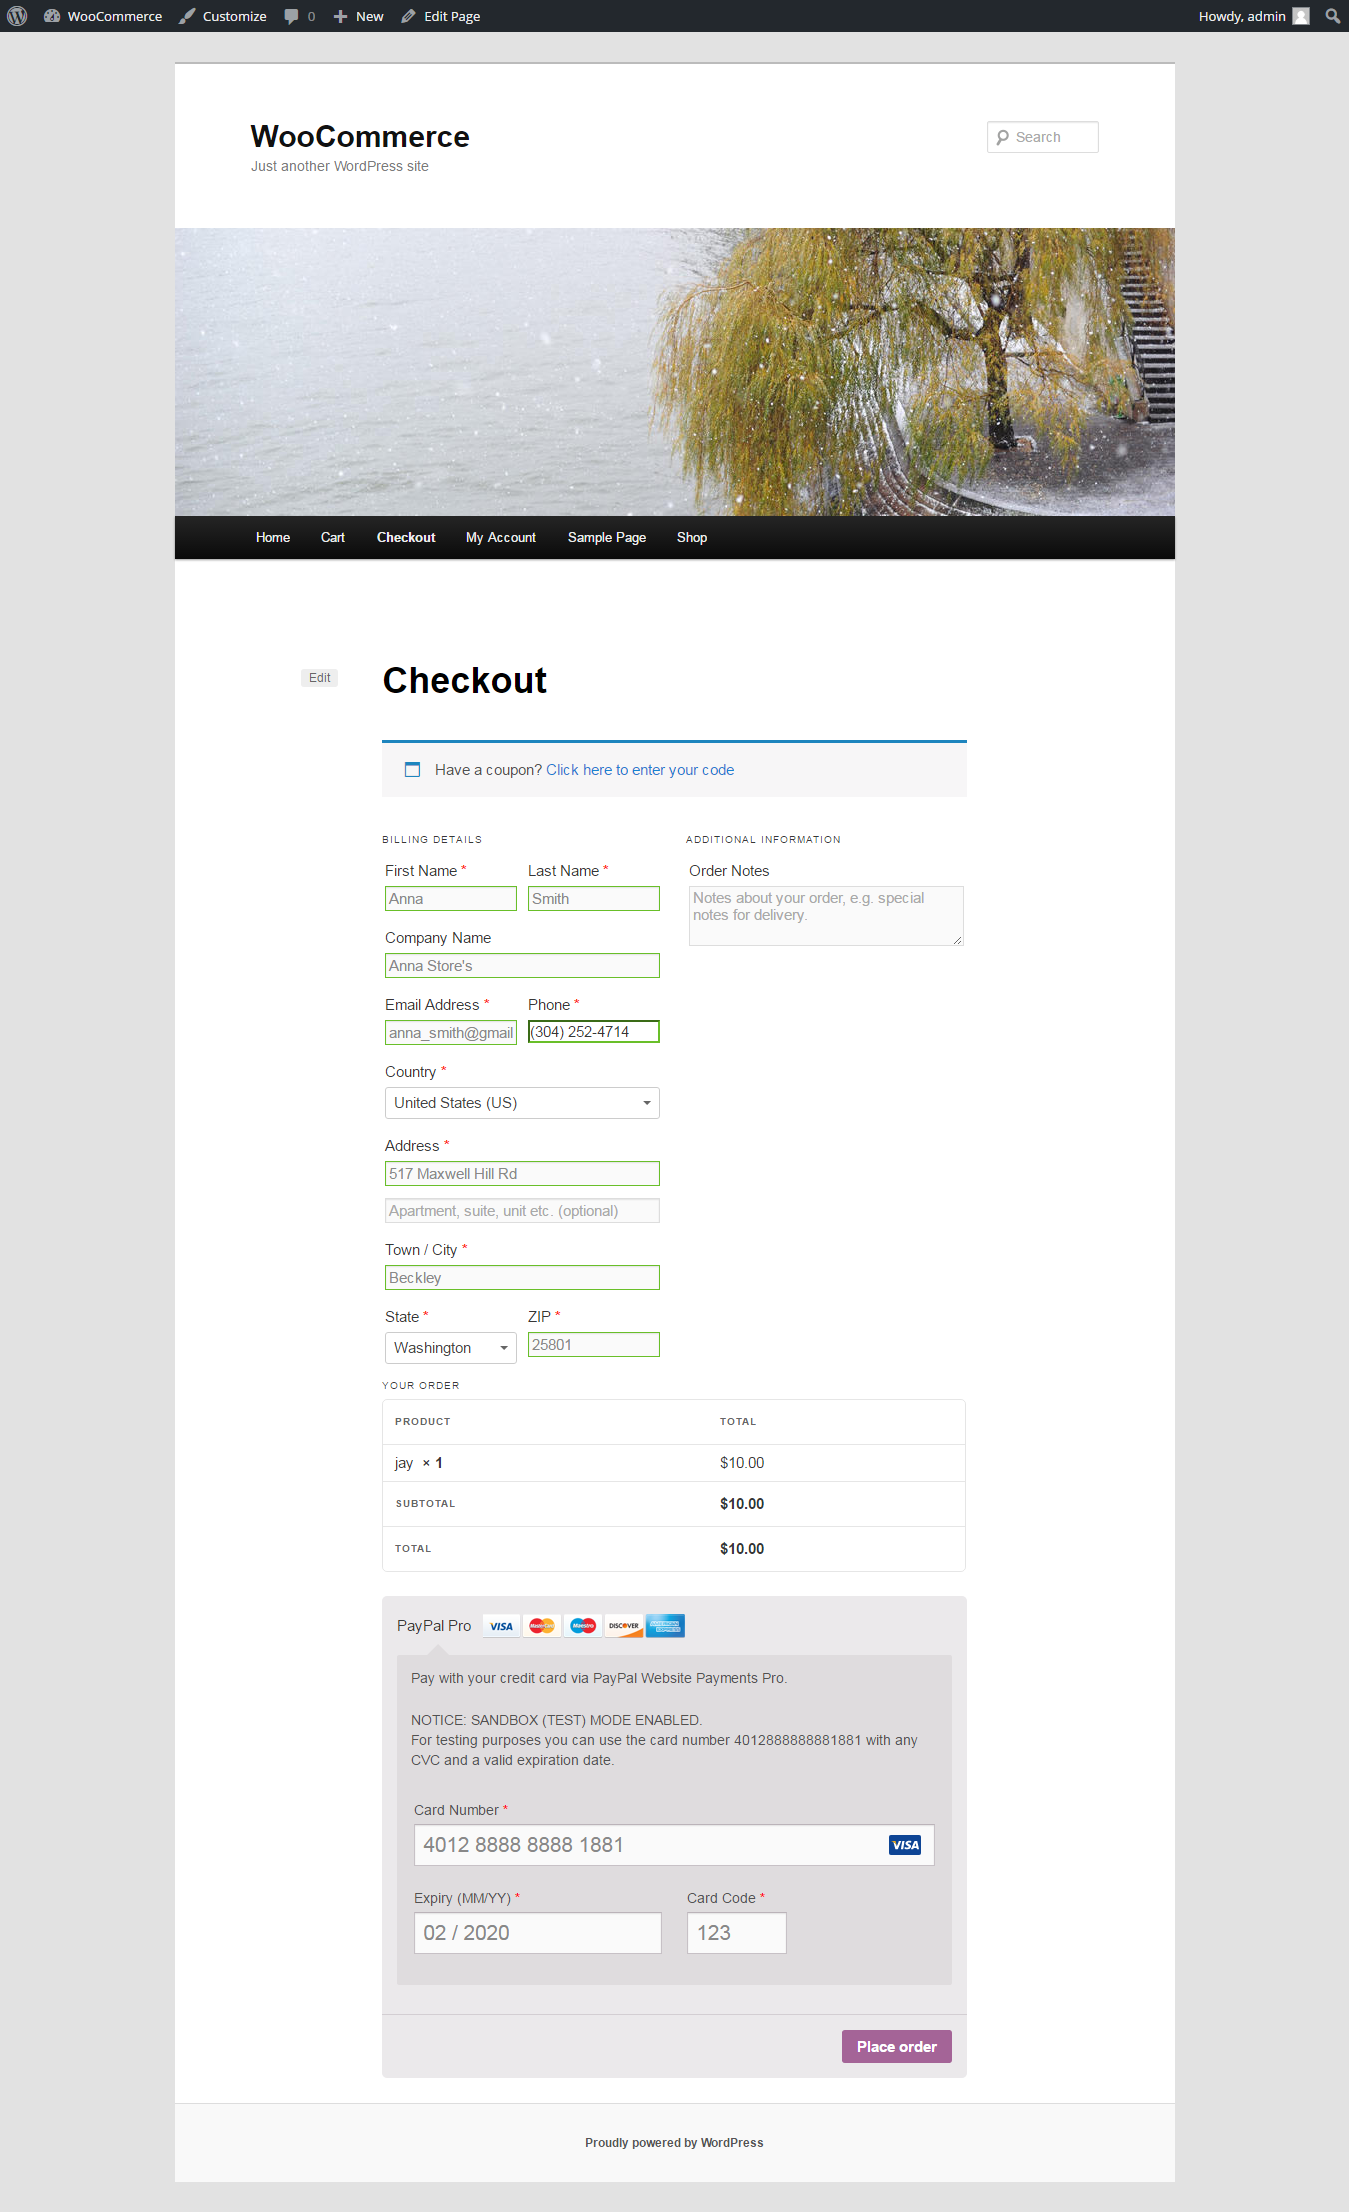 WooCommerce Customize 0 New Edit Page Howdy, admin
WooCommerce
Just another WordPress site
Search
Home Cart Checkout My Account Sample Page Shop
Edit
Checkout
Have a coupon? Click here to enter your code
BILLING DETAILS
First Name * Last Name *
Anna Smith
Company Name
Anna Store's
Email Address * Phone *
anna_smith@gmail (304) 252-4714
Country *
United States (US)
Address *
517 Maxwell Hill Rd
Apartment, suite, unit etc. (optional)
Town / City *
Beckley
State * ZIP *
Washington 25801
ADDITIONAL INFORMATION
Order Notes
Notes about your order, e.g. special
notes for delivery.
YOUR ORDER
PRODUCT TOTAL
jay × 1 $10.00
SUBTOTAL $10.00
TOTAL $10.00
PayPal Pro VISA MasterCard Maestro DISCOVER AMERICAN EXPRESS
Pay with your credit card via PayPal Website Payments Pro.
NOTICE: SANDBOX (TEST) MODE ENABLED.
For testing purposes you can use the card number 4012888888881881 with any
CVC and a valid expiration date.
Card Number *
4012 8888 8888 1881 VISA
Expiry (MM/YY) * Card Code *
02 / 2020 123
Place order
Proudly powered by WordPress